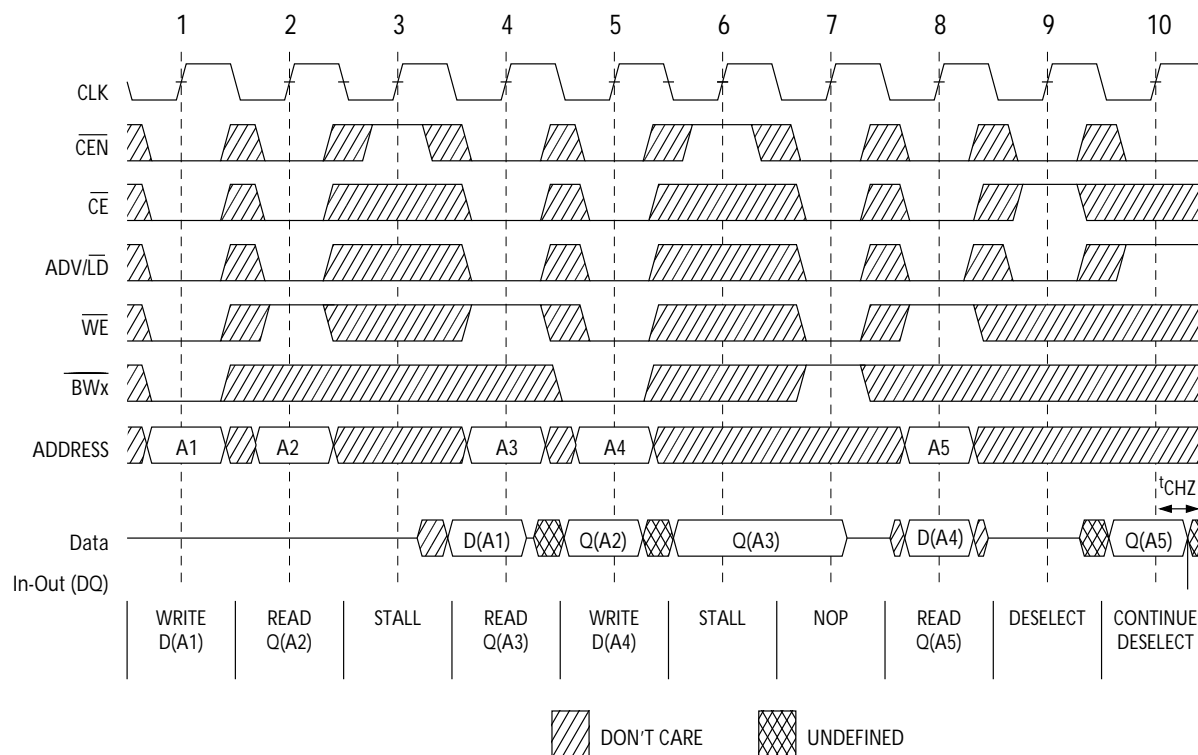 1 2 3 4 5 6 7 8 9 10
CLK
CEN
CE
ADV/LD
WE
BWx
ADDRESS A1 A2 A3 A4 A5
tCHZ
Data D(A1) Q(A2) Q(A3) D(A4) Q(A5)
In-Out (DQ)
WRITE READ STALL READ WRITE STALL NOP READ DESELECT CONTINUE
D(A1) Q(A2) Q(A3) D(A4) Q(A5) DESELECT
DON'T CARE UNDEFINED